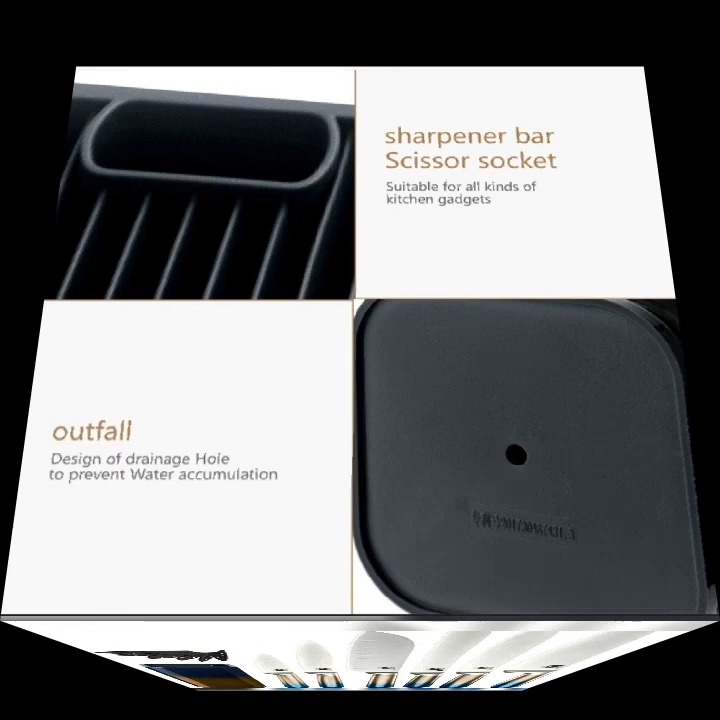 sharpener bar
Scissor socket
Suitable for all kinds of
kitchen gadgets
outfall
Design of drainage Hole
to prevent Water accumulation